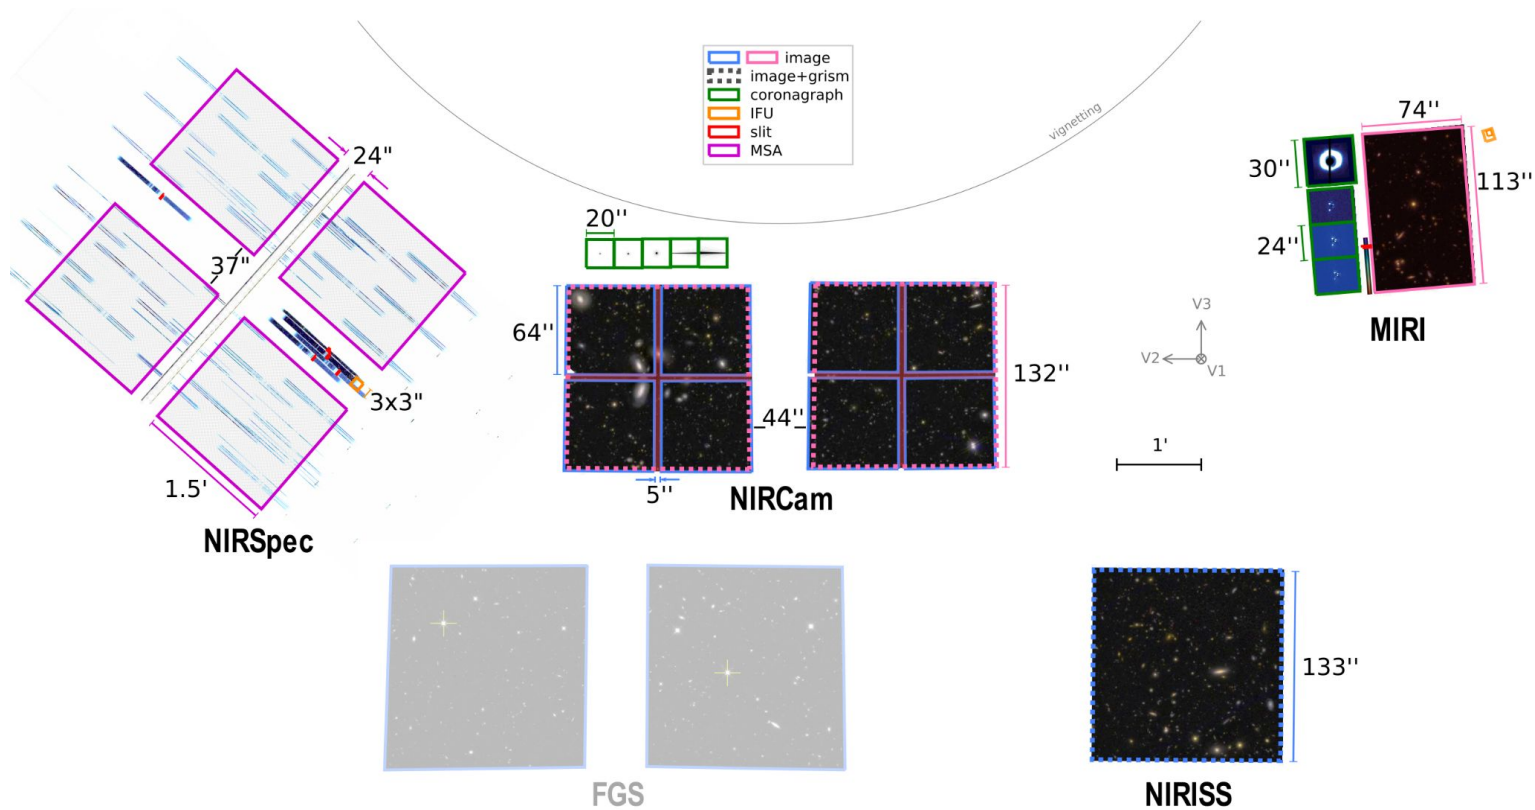 image
image+grism
coronagraph
IFU
slit
MSA
vignetting
24"
37"
3x3"
1.5'
NIRSpec
20''
64''
44''
132''
5''
NIRCam
V3
V2
V1
1'
74''
30''
113''
24''
MIRI
FGS
133''
NIRISS